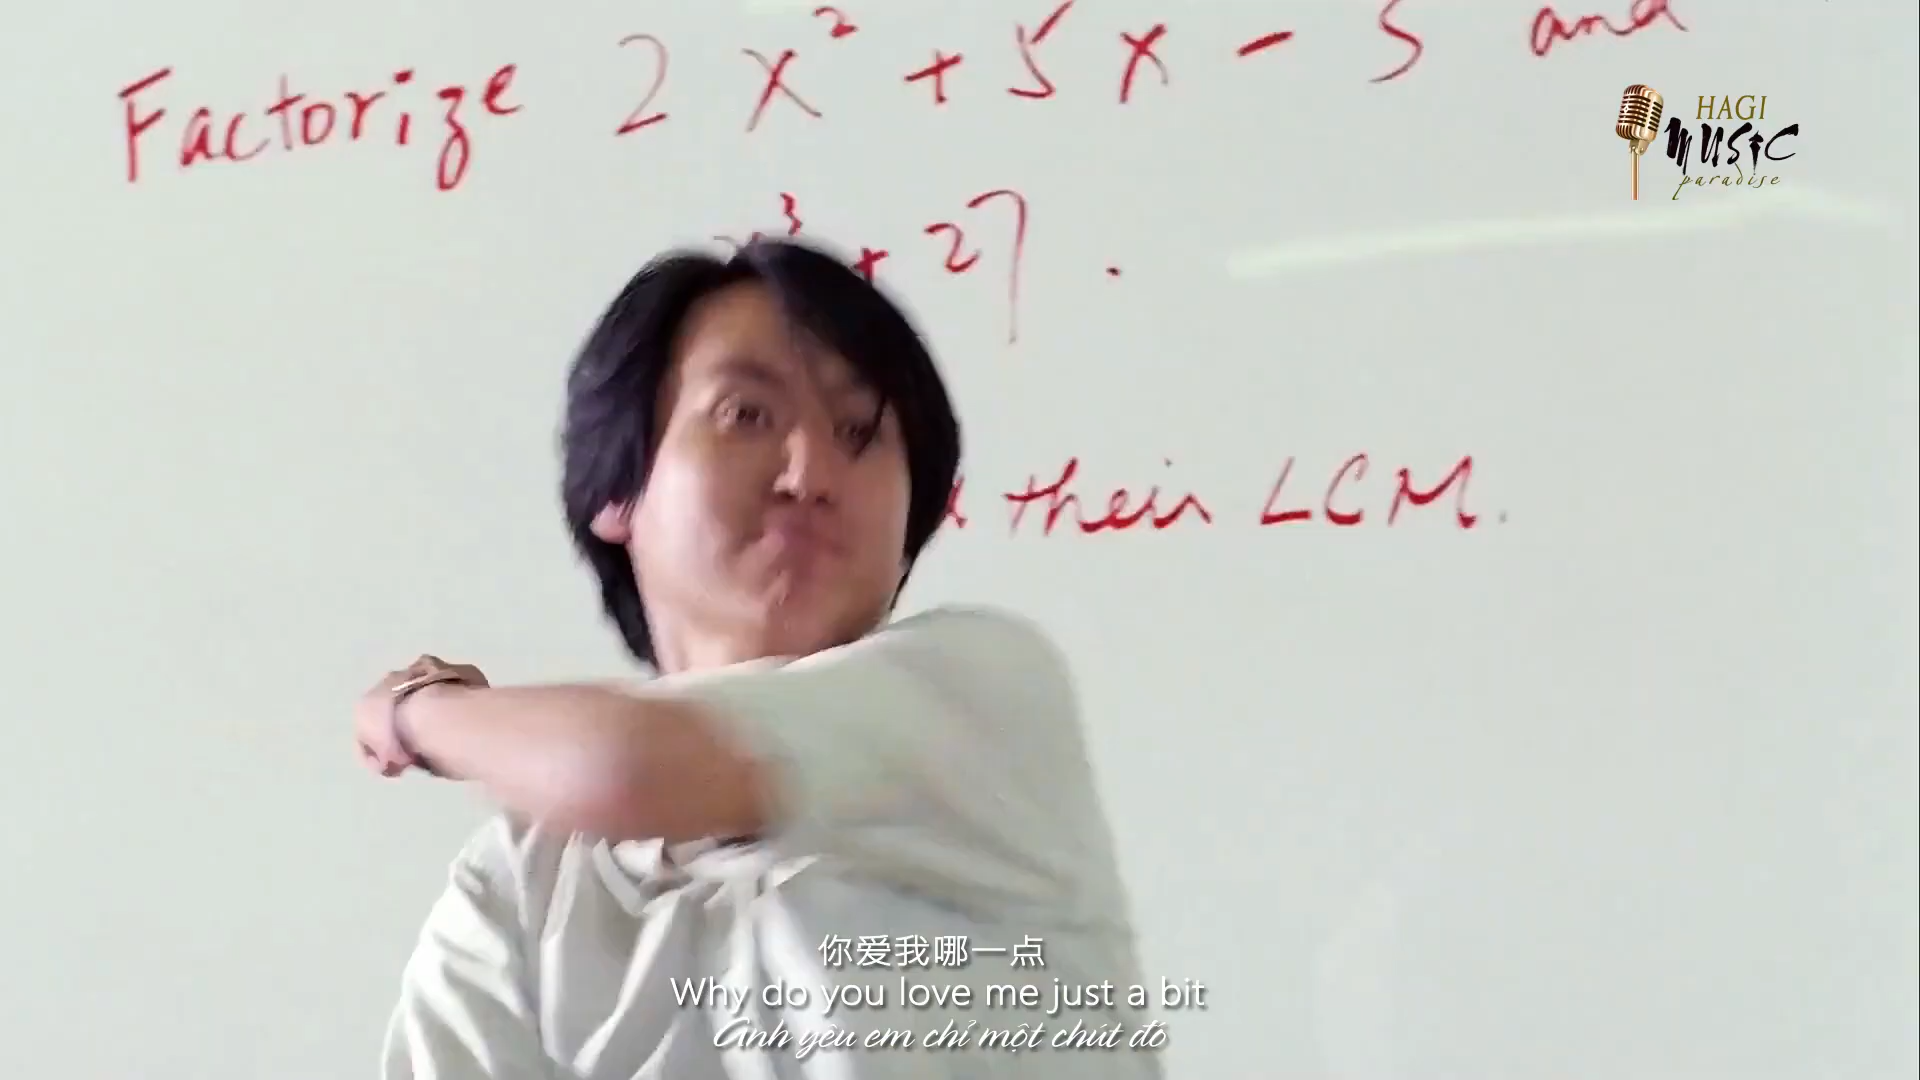 Factorize 2x² + 5x - 3 and
x³ + 27.
their LCM.
HAGI
MUSIC
paradise
你爱我哪一点
Why do you love me just a bit
Anh yêu em chỉ một chút đó